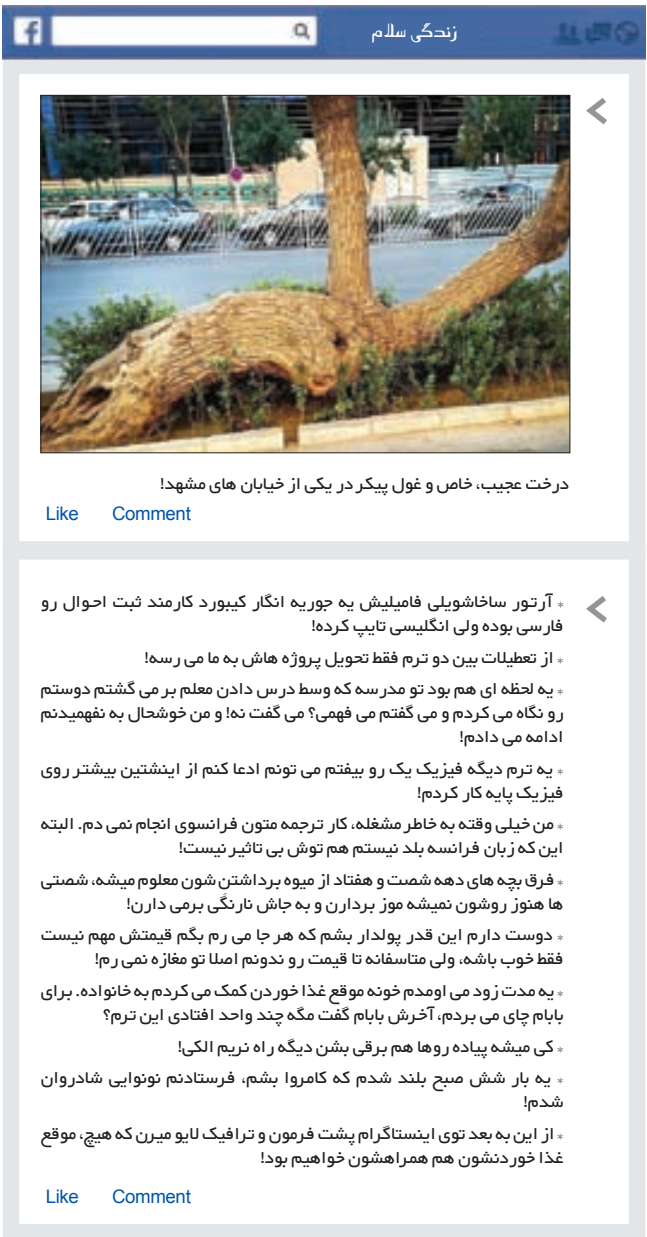 زندگی سلام
درخت عجیب، خاص و غول پیکر در یکی از خیابان های مشهد!
Like Comment
* آرتور ساخاشویلی فامیلیش یه جوریه انگار کیبورد کارمند ثبت احوال رو
فارسی بوده ولی انگلیسی تایپ کرده!
* از تعطیلات بین دو ترم فقط تحویل پروژه هاش به ما می رسه!
* یه لحظه ای هم بود تو مدرسه که وسط درس دادن معلم بر می گشتم دوستم
رو نگاه می کردم و می گفتم می فهمی؟ می گفت نه! و من خوشحال به نفهمیدنم
ادامه می دادم!
* یه ترم دیگه فیزیک یک رو بیفتم می تونم ادعا کنم از اینشتین بیشتر روی
فیزیک پایه کار کردم!
* من خیلی وقته به خاطر مشغله، کار ترجمه متون فرانسوی انجام نمی دم. البته
این که زبان فرانسه بلد نیستم هم توش بی تاثیر نیست!
* فرق بچه های دهه شصت و هفتاد از میوه برداشتن شون معلوم میشه، شصتی
ها هنوز روشون نمیشه موز بردارن و به جاش نارنگی برمی دارن!
* دوست دارم این قدر پولدار بشم که هر جا می رم بگم قیمتش مهم نیست
فقط خوب باشه، ولی متاسفانه تا قیمت رو ندونم اصلا تو مغازه نمی رم!
* یه مدت زود می اومدم خونه موقع غذا خوردن کمک می کردم به خانواده. برای
بابام چای می بردم، آخرش بابام گفت مگه چند واحد افتادی این ترم؟
* کی میشه پیاده روها هم برقی بشن دیگه راه نریم الکی!
* یه بار شش صبح بلند شدم که کامروا بشم، فرستادنم نونوایی شادروان
شدم!
* از این به بعد توی اینستاگرام پشت فرمون و ترافیک لایو میرن که هیچ، موقع
غذا خوردنشون هم همراهشون خواهیم بود!
Like Comment